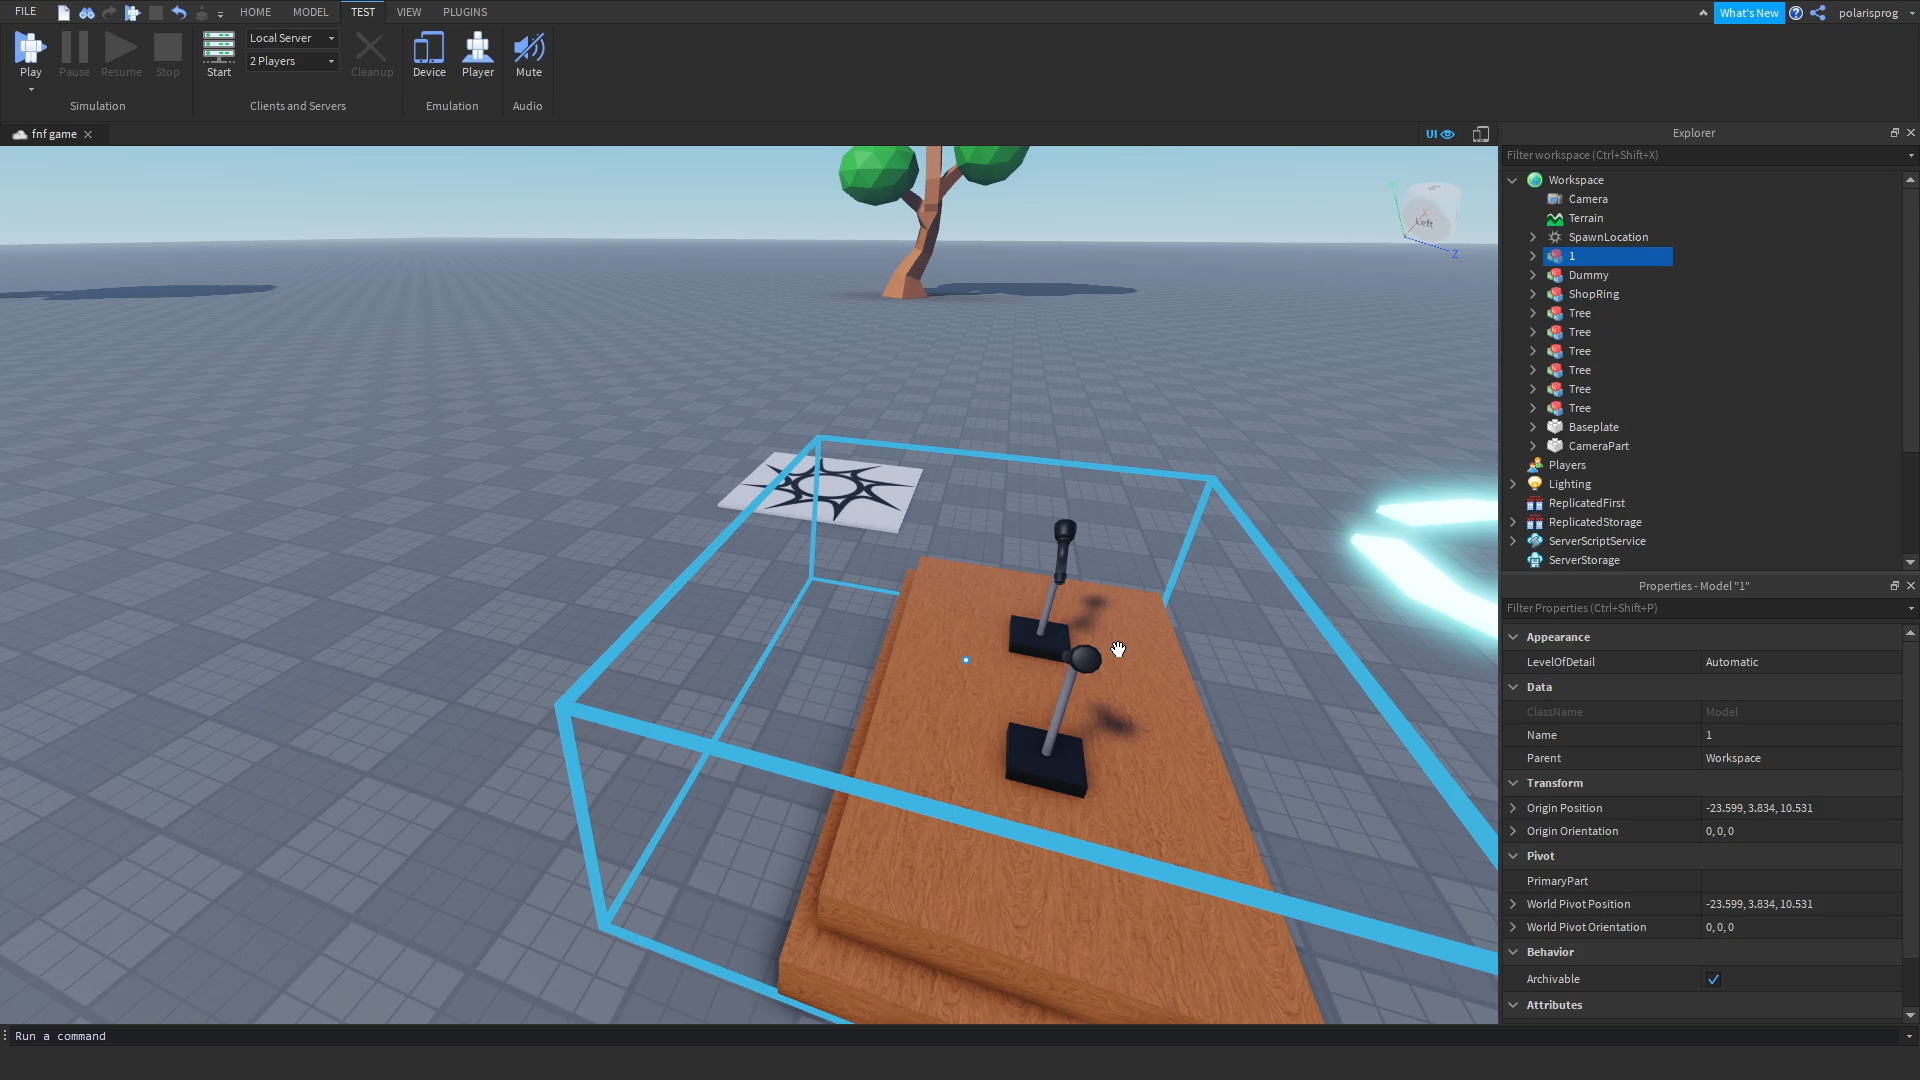 FILE HOME MODEL TEST VIEW PLUGINS What's New polarisprog
Play Pause Resume Stop Start Local Server 2 Players Cleanup Device Player Mute
Simulation Clients and Servers Emulation Audio
fnf game UI
Explorer
Filter workspace (Ctrl+Shift+X)
Workspace
Camera
Terrain
SpawnLocation
1
Dummy
ShopRing
Tree
Tree
Tree
Tree
Tree
Tree
Baseplate
CameraPart
Players
Lighting
ReplicatedFirst
ReplicatedStorage
ServerScriptService
ServerStorage
Left
X
Z
Properties - Model "1"
Filter Properties (Ctrl+Shift+P)
Appearance
LevelOfDetail Automatic
Data
ClassName Model
Name 1
Parent Workspace
Transform
Origin Position -23.599, 3.834, 10.531
Origin Orientation 0, 0, 0
Pivot
PrimaryPart
World Pivot Position -23.599, 3.834, 10.531
World Pivot Orientation 0, 0, 0
Behavior
Archivable
Attributes
Run a command